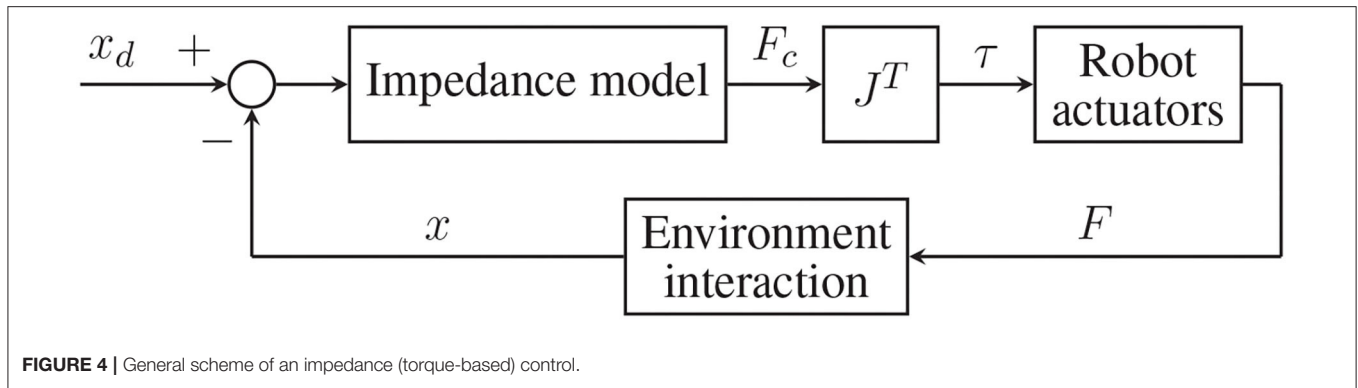 x_d
+
−
Impedance model
F_c
J^T
τ
Robot
actuators
F
Environment
interaction
x
FIGURE 4 | General scheme of an impedance (torque-based) control.